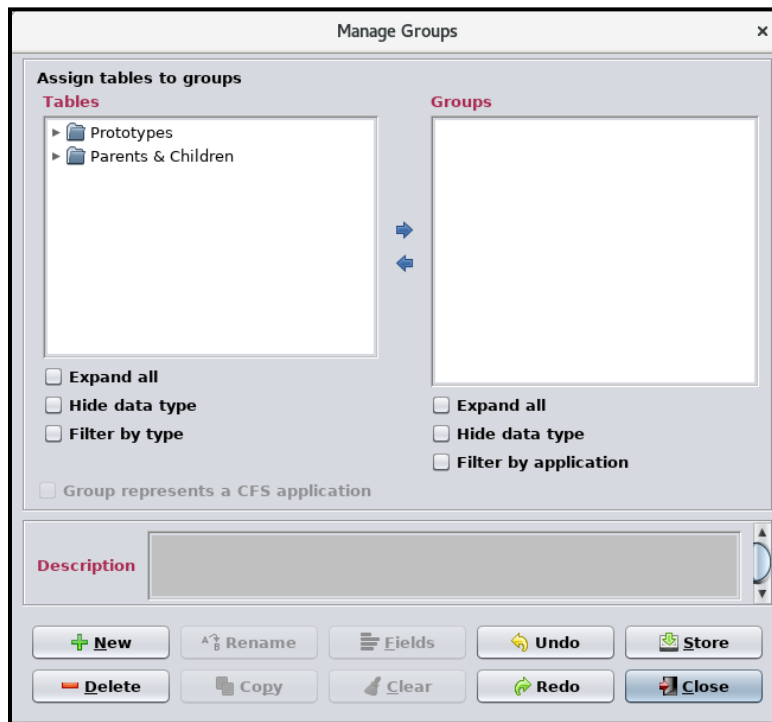 Manage Groups
Assign tables to groups
Tables
Groups
Prototypes
Parents & Children
Expand all
Hide data type
Filter by type
Expand all
Hide data type
Filter by application
Group represents a CFS application
Description
New
Rename
Fields
Undo
Store
Delete
Copy
Clear
Redo
Close